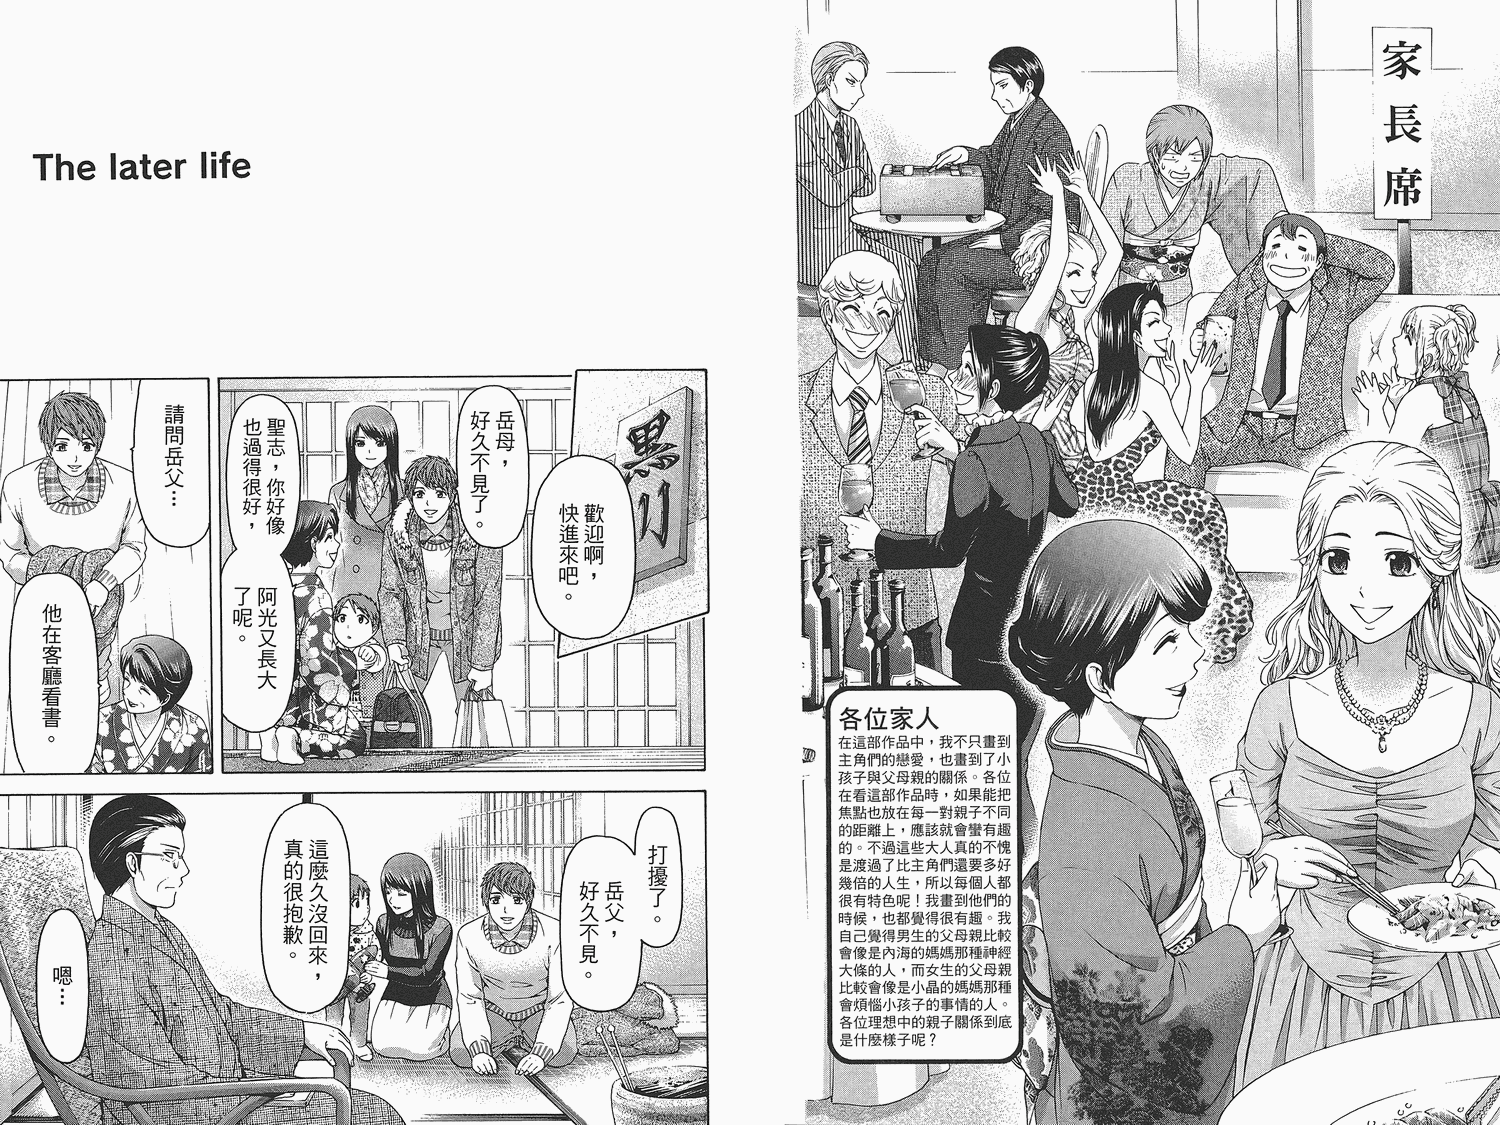 家長席
各位家人
在這部作品中，我不只畫到
主角們的戀愛，也畫到了小
孩子與父母親的關係。各位
在看這部作品時，如果能把
焦點也放在每一對親子不同
的距離上，應該就會蠻有趣
的。不過這些大人真的不愧
是渡過了比主角們還要多好
幾倍的人生，所以每個人都
很有特色呢！我畫到他們的
時候，也都覺得很有趣。我
自己覺得男生的父母親比較
會像是內海的媽媽那種神經
大條的人，而女生的父母親
比較會像是小晶的媽媽那種
會煩惱小孩子的事情的人。
各位理想中的親子關係到底
是什麼樣子呢？
The later life
黑川
歡迎啊，
快進來吧。
岳母，
好久不見了。
聖志，你好像
也過得很好，
阿光又長大
了呢。
請問岳父…
他在客廳看書。
打擾了。
岳父，
好久不見。
這麼久沒回來，
真的很抱歉。
嗯…